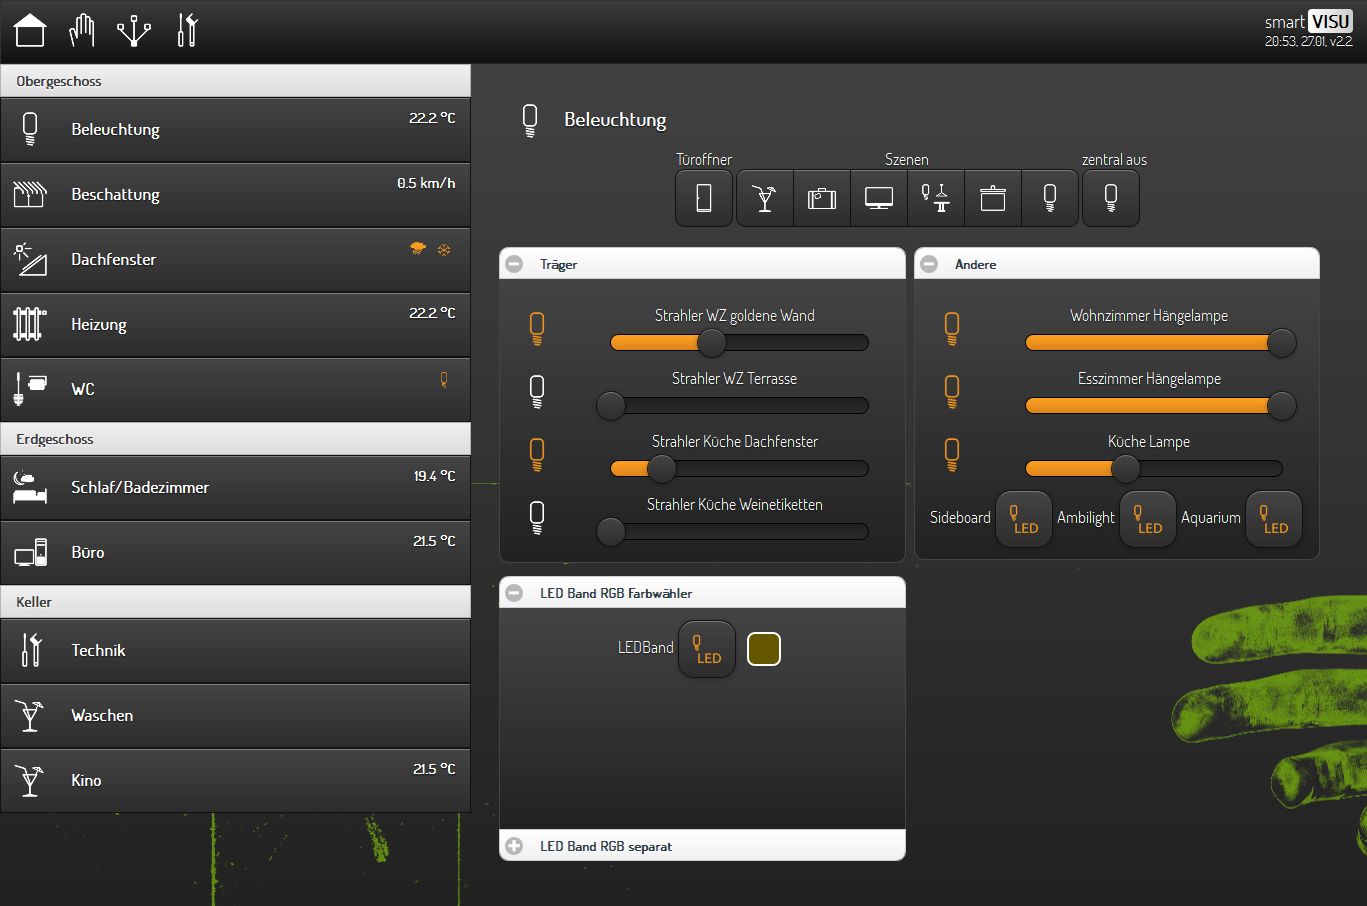 smart VISU
20:53, 27.01, v2.2
Obergeschoss
Beleuchtung 22.2 °C
Beschattung 0.5 km/h
Dachfenster
Heizung 22.2 °C
WC
Erdgeschoss
Schlaf/Badezimmer 19.4 °C
Büro 21.5 °C
Keller
Technik
Waschen
Kino 21.5 °C
Beleuchtung
Türöffner Szenen zentral aus
Träger
Strahler WZ goldene Wand
Strahler WZ Terrasse
Strahler Küche Dachfenster
Strahler Küche Weinetiketten
Andere
Wohnzimmer Hängelampe
Esszimmer Hängelampe
Küche Lampe
Sideboard LED Ambilight LED Aquarium LED
LED Band RGB Farbwähler
LEDBand LED
LED Band RGB separat